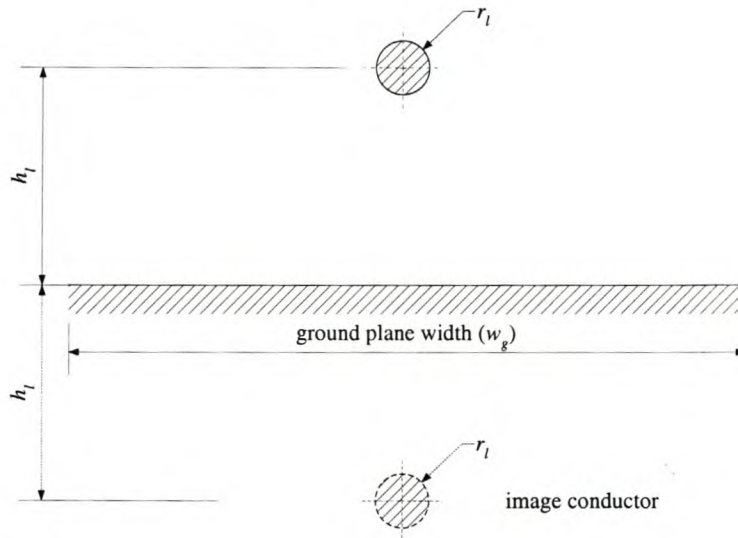 r_l
h_l
ground plane width (w_g)
h_l
r_l
image conductor